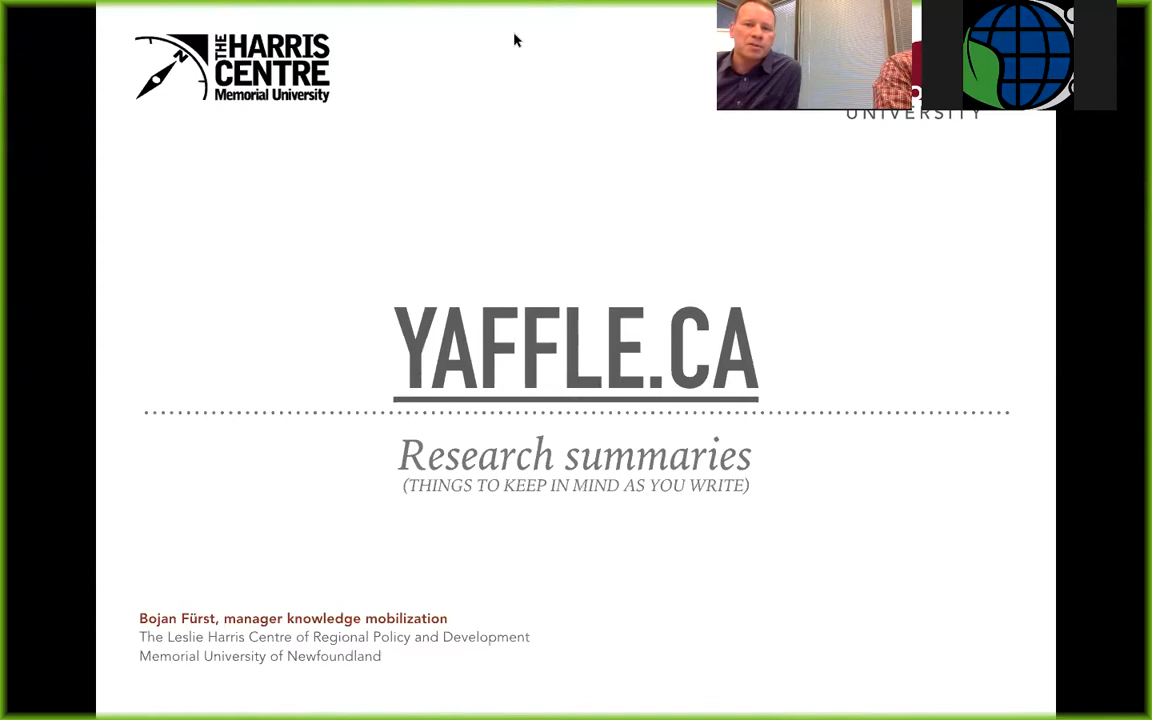 THE HARRIS
CENTRE
Memorial University
N
UNIVERSITY
YAFFLE.CA
Research summaries
(THINGS TO KEEP IN MIND AS YOU WRITE)
Bojan Fürst, manager knowledge mobilization
The Leslie Harris Centre of Regional Policy and Development
Memorial University of Newfoundland